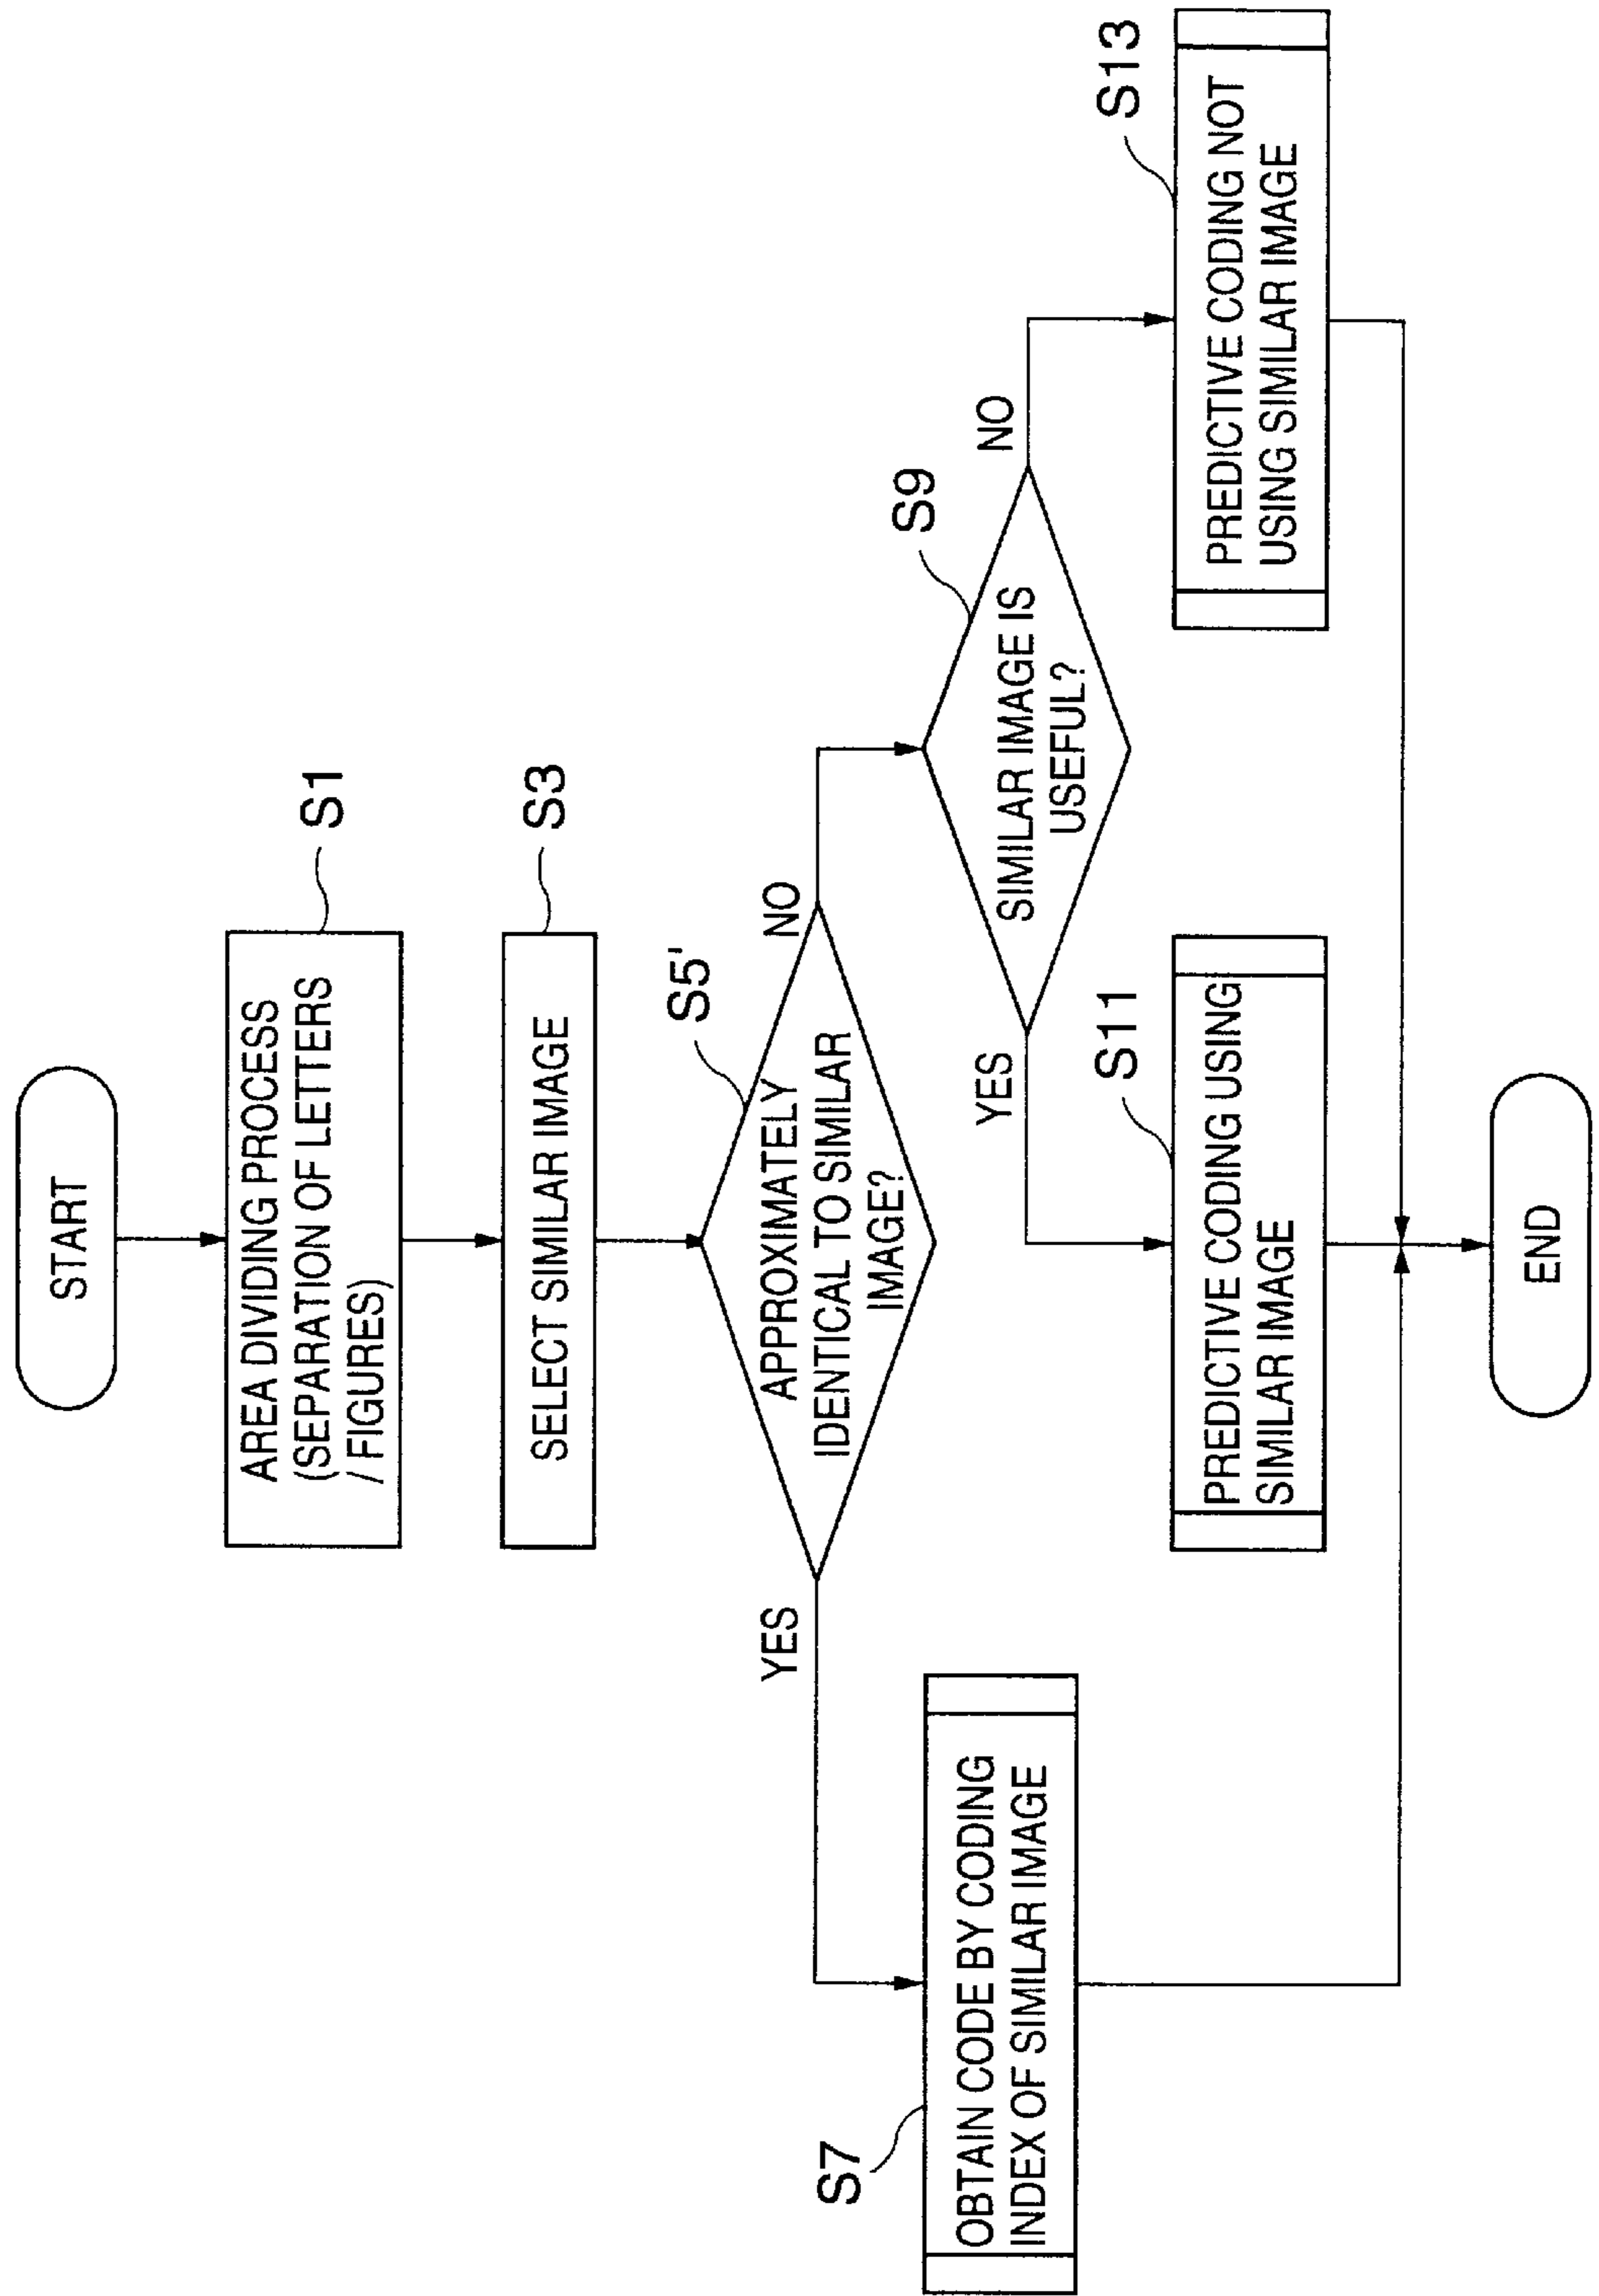 START
S1
AREA DIVIDING PROCESS
(SEPARATION OF LETTERS
/ FIGURES)
S3
SELECT SIMILAR IMAGE
S5'
APPROXIMATELY
IDENTICAL TO SIMILAR
IMAGE?
YES
NO
S7
OBTAIN CODE BY CODING
INDEX OF SIMILAR IMAGE
S9
SIMILAR IMAGE IS
USEFUL?
YES
NO
S11
PREDICTIVE CODING USING
SIMILAR IMAGE
S13
PREDICTIVE CODING NOT
USING SIMILAR IMAGE
END